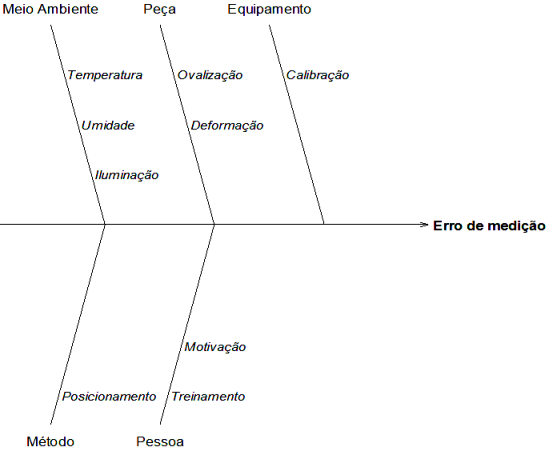 Meio Ambiente
Peça
Equipamento
Temperatura
Ovalização
Calibração
Umidade
Deformação
Iluminação
Erro de medição
Motivação
Posicionamento
Treinamento
Método
Pessoa